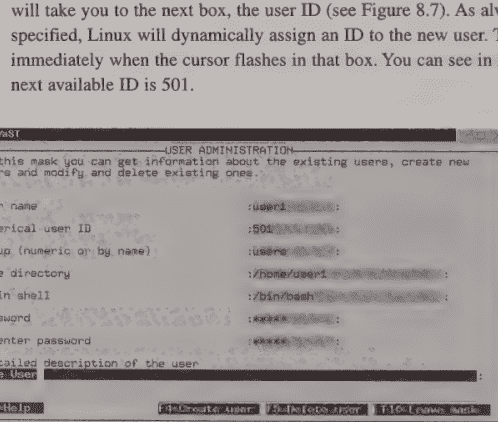 will take you to the next box, the user ID (see Figure 8.7). As alw
specified, Linux will dynamically assign an ID to the new user. T
immediately when the cursor flashes in that box. You can see in
next available ID is 501.
YaST
USER ADMINISTRATION
this mask you can get information about the existing users, create new
rs and modify and delete existing ones.
r name :user1 :
erical user ID :501 :
up (numeric or by name) :users :
e directory :/home/user1 :
in shell :/bin/bash :
sword :***** :
enter password :***** :
tailed description of the user
e User :
Help F4=Create user F5=Delete user F10=Leave mask